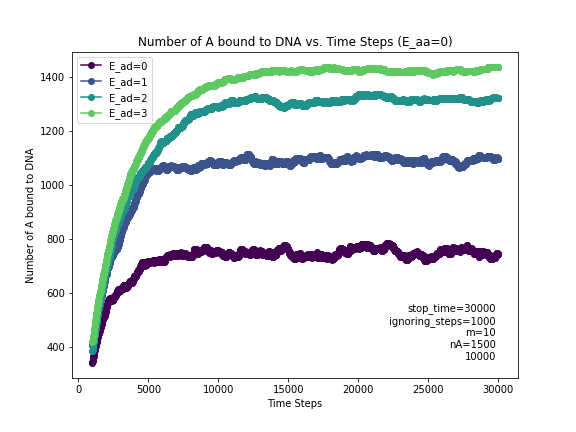 Number of A bound to DNA vs. Time Steps (E_aa=0)
E_ad=0
E_ad=1
E_ad=2
E_ad=3
1400
1200
1000
800
600
400
Number of A bound to DNA
stop_time=30000
ignoring_steps=1000
m=10
nA=1500
10000
0 5000 10000 15000 20000 25000 30000
Time Steps